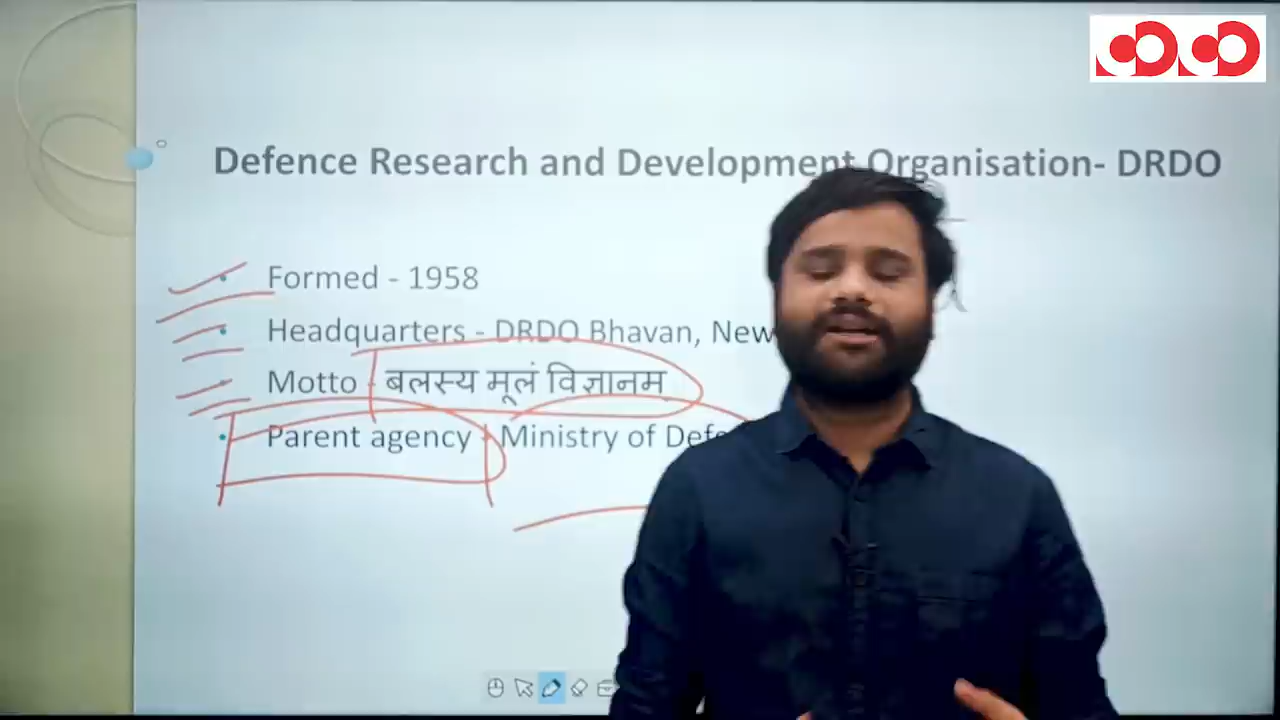 Defence Research and Development Organisation- DRDO
Formed - 1958
Headquarters - DRDO Bhavan, New
Motto - बलस्य मूलं विज्ञानम
Parent agency - Ministry of